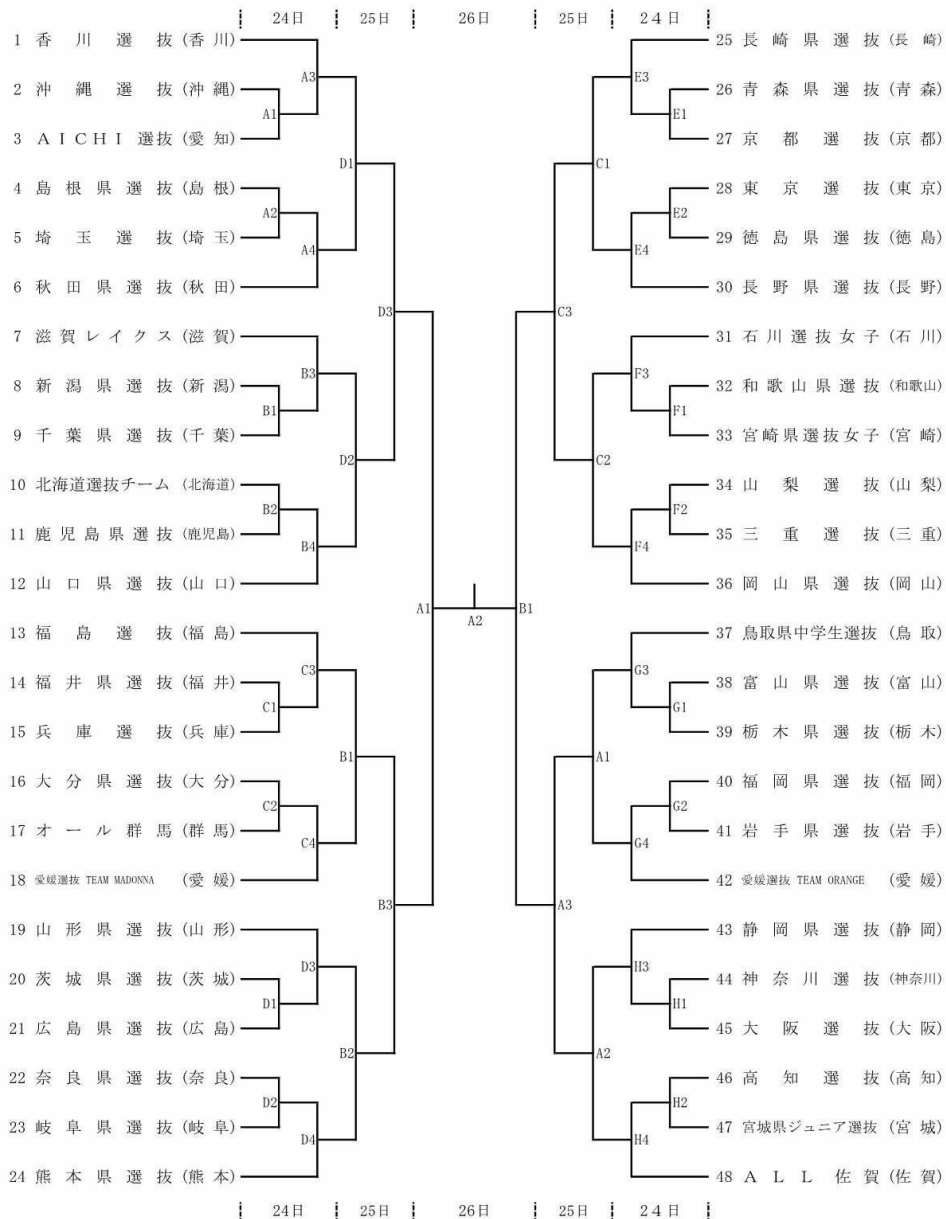 24日 25日 26日 25日 24日
1 香川選抜 (香川)
2 沖縄選抜 (沖縄)
3 AICHI選抜 (愛知)
4 島根県選抜 (島根)
5 埼玉選抜 (埼玉)
6 秋田県選抜 (秋田)
7 滋賀レイクス (滋賀)
8 新潟県選抜 (新潟)
9 千葉県選抜 (千葉)
10 北海道選抜チーム (北海道)
11 鹿児島県選抜 (鹿児島)
12 山口県選抜 (山口)
13 福島選抜 (福島)
14 福井県選抜 (福井)
15 兵庫選抜 (兵庫)
16 大分県選抜 (大分)
17 オール群馬 (群馬)
18 愛媛選抜 TEAM MADONNA (愛媛)
19 山形県選抜 (山形)
20 茨城県選抜 (茨城)
21 広島県選抜 (広島)
22 奈良県選抜 (奈良)
23 岐阜県選抜 (岐阜)
24 熊本県選抜 (熊本)
A3
A1
A2
A4
B3
B1
B2
B4
C3
C1
C2
C4
D3
D1
D2
D4
D1
D2
B1
B2
D3
B3
A1
A2
B1
C3
A3
C1
C2
A1
A2
E3
E1
E2
E4
F3
F1
F2
F4
G3
G1
G2
G4
H3
H1
H2
H4
25 長崎県選抜 (長崎)
26 青森県選抜 (青森)
27 京都選抜 (京都)
28 東京選抜 (東京)
29 徳島県選抜 (徳島)
30 長野県選抜 (長野)
31 石川選抜女子 (石川)
32 和歌山県選抜 (和歌山)
33 宮崎県選抜女子 (宮崎)
34 山梨選抜 (山梨)
35 三重選抜 (三重)
36 岡山県選抜 (岡山)
37 鳥取県中学生選抜 (鳥取)
38 富山県選抜 (富山)
39 栃木県選抜 (栃木)
40 福岡県選抜 (福岡)
41 岩手県選抜 (岩手)
42 愛媛選抜 TEAM ORANGE (愛媛)
43 静岡県選抜 (静岡)
44 神奈川選抜 (神奈川)
45 大阪選抜 (大阪)
46 高知選抜 (高知)
47 宮城県ジュニア選抜 (宮城)
48 ALL佐賀 (佐賀)
24日 25日 26日 25日 24日